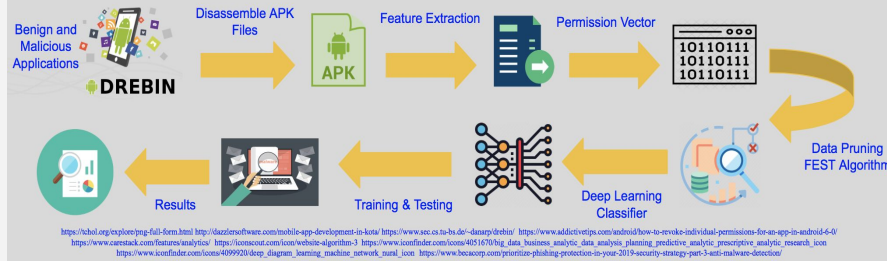 Benign and
Malicious
Applications
DREBIN
Disassemble APK
Files
APK
Feature Extraction
Permission Vector
10110111
10110111
10110111
Data Pruning
FEST Algorithm
Deep Learning
Classifier
Training & Testing
Results
https://tchol.org/explore/png-full-form.html http://dazzlersoftware.com/mobile-app-development-in-kota/ https://www.sec.cs.tu-bs.de/~danarp/drebin/ https://www.addictivetips.com/android/how-to-revoke-individual-permissions-for-an-app-in-android-6-0/
https://www.carestack.com/features/analytics/ https://iconscout.com/icon/website-algorithm-3 https://www.iconfinder.com/icons/4051670/big_data_business_analytic_data_analysis_planning_predictive_analytic_prescriptive_analytic_research_icon
https://www.iconfinder.com/icons/4099920/deep_diagram_learning_machine_network_nural_icon https://www.becacorp.com/prioritize-phishing-protection-in-your-2019-security-strategy-part-3-anti-malware-detection/